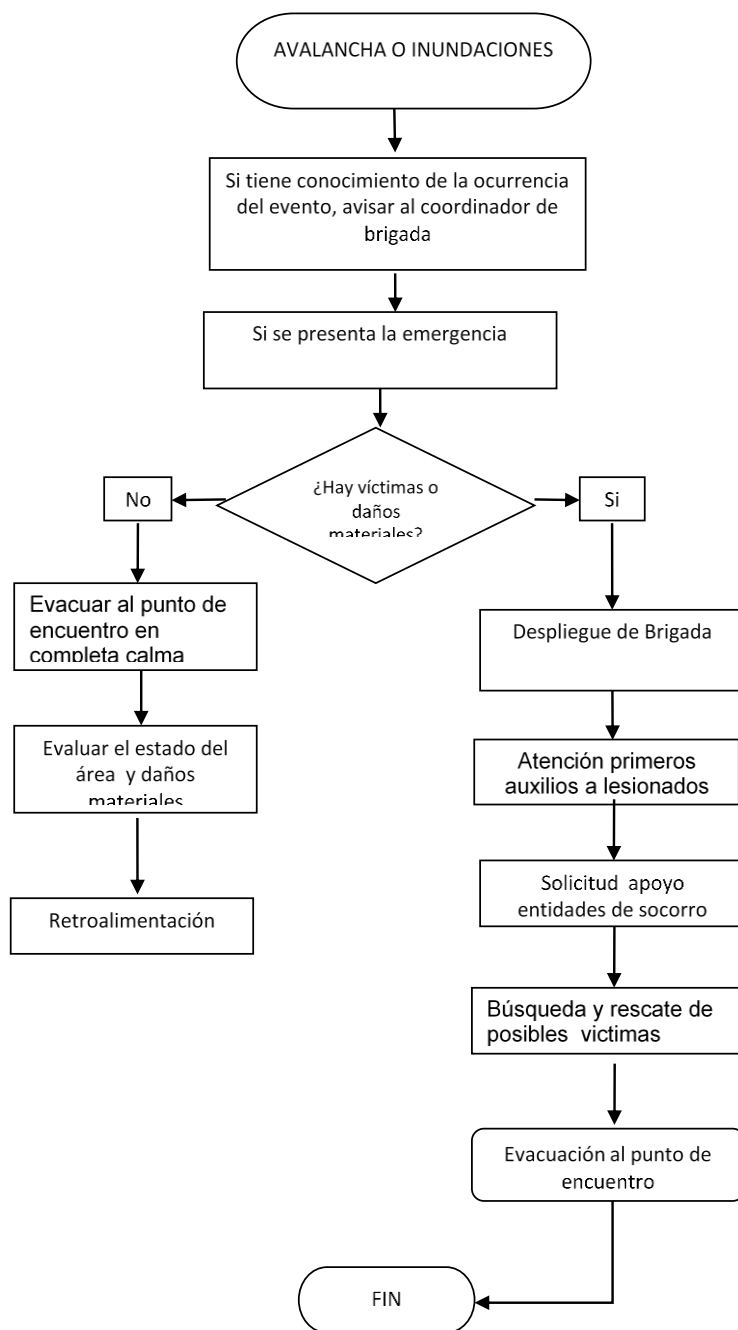 AVALANCHA O INUNDACIONES
Si tiene conocimiento de la ocurrencia
del evento, avisar al coordinador de
brigada
Si se presenta la emergencia
¿Hay víctimas o
daños
materiales?
No
Si
Evacuar al punto de
encuentro en
completa calma
Evaluar el estado del
área y daños
materiales
Retroalimentación
Despliegue de Brigada
Atención primeros
auxilios a lesionados
Solicitud apoyo
entidades de socorro
Búsqueda y rescate de
posibles victimas
Evacuación al punto de
encuentro
FIN